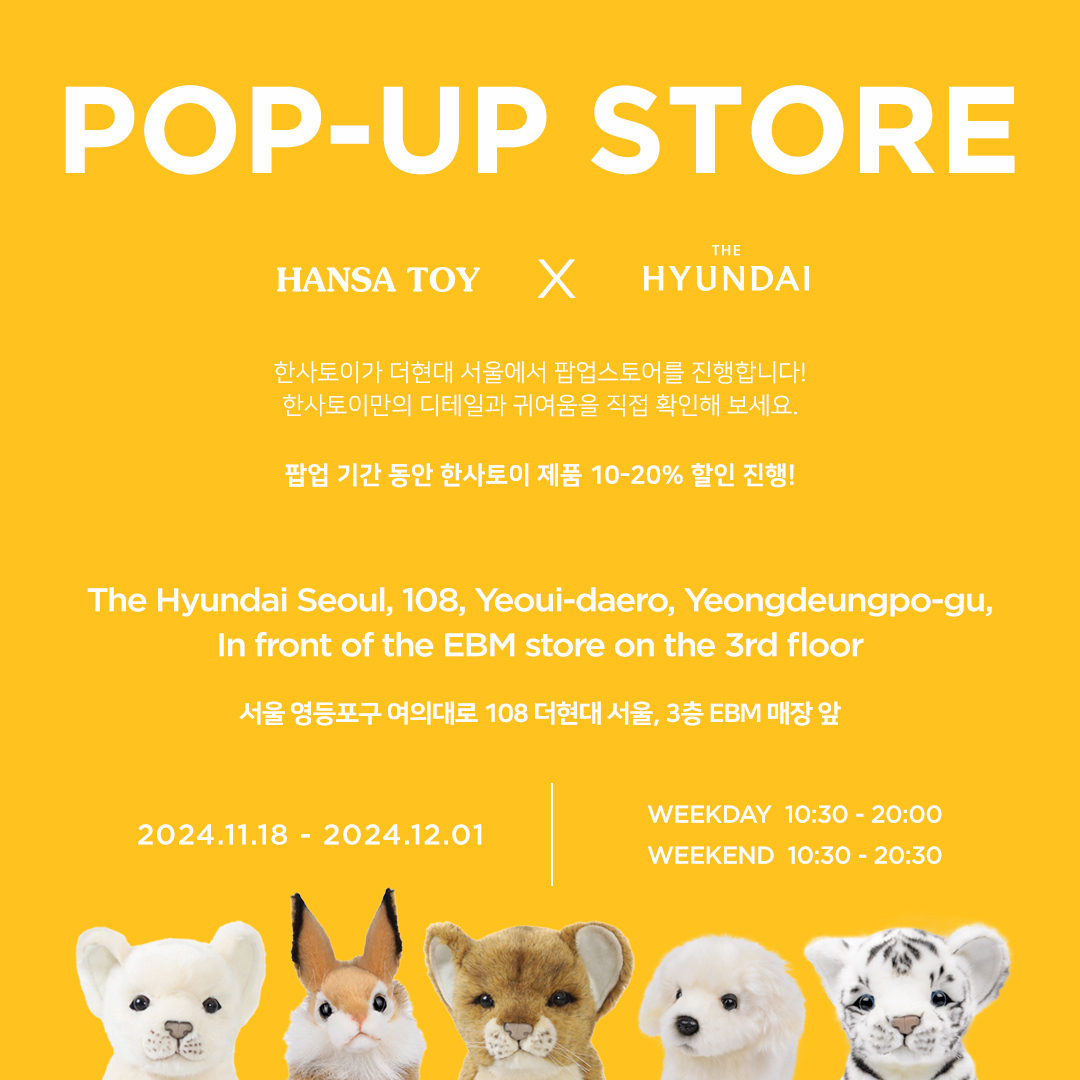 POP-UP STORE
HANSA TOY X THE HYUNDAI
한사토이가 더현대 서울에서 팝업스토어를 진행합니다!
한사토이만의 디테일과 귀여움을 직접 확인해 보세요.
팝업 기간 동안 한사토이 제품 10-20% 할인 진행!
The Hyundai Seoul, 108, Yeoui-daero, Yeongdeungpo-gu,
In front of the EBM store on the 3rd floor
서울 영등포구 여의대로 108 더현대 서울, 3층 EBM 매장 앞
2024.11.18 - 2024.12.01
WEEKDAY 10:30 - 20:00
WEEKEND 10:30 - 20:30